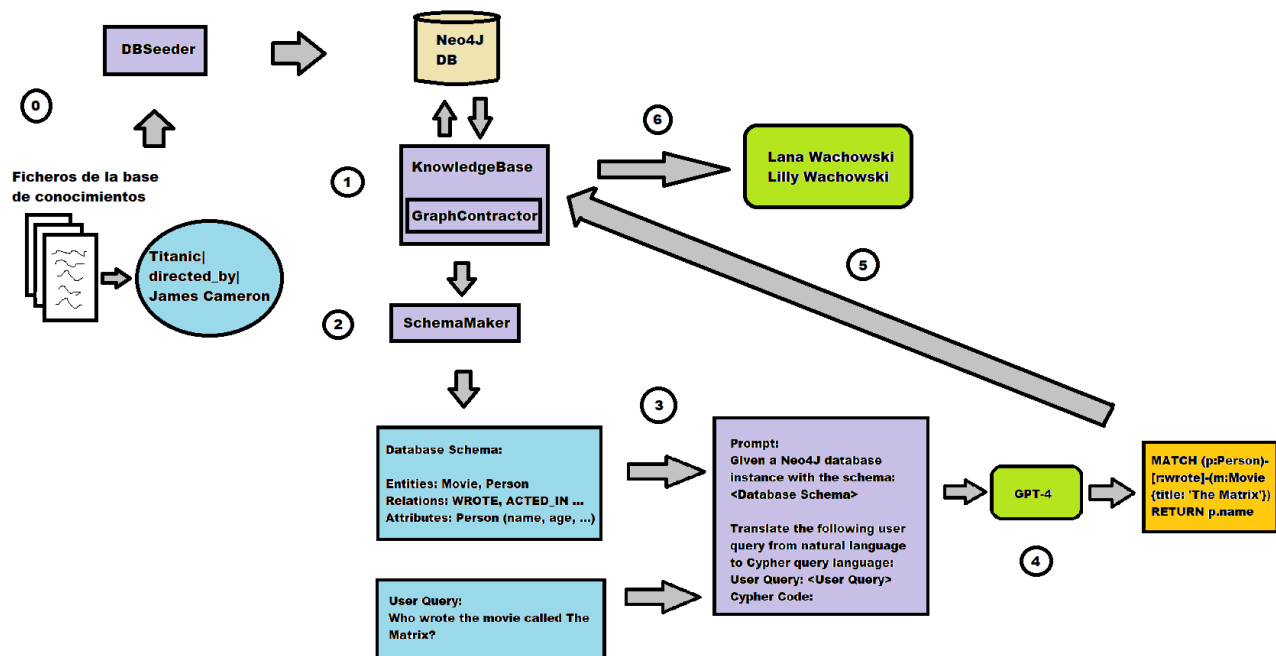 DBSeeder
Neo4J
DB
0
6
Ficheros de la base
de conocimientos
1
KnowledgeBase
GraphContractor
Lana Wachowski
Lilly Wachowski
Titanic|
directed_by|
James Cameron
5
2
SchemaMaker
3
Database Schema:
Entities: Movie, Person
Relations: WROTE, ACTED_IN ...
Attributes: Person (name, age, ...)
User Query:
Who wrote the movie called The
Matrix?
Prompt:
Given a Neo4J database
instance with the schema:
<Database Schema>
Translate the following user
query from natural language
to Cypher query language:
User Query: <User Query>
Cypher Code:
GPT-4
4
MATCH (p:Person)-
[r:wrote]-(m:Movie
{title: 'The Matrix'})
RETURN p.name